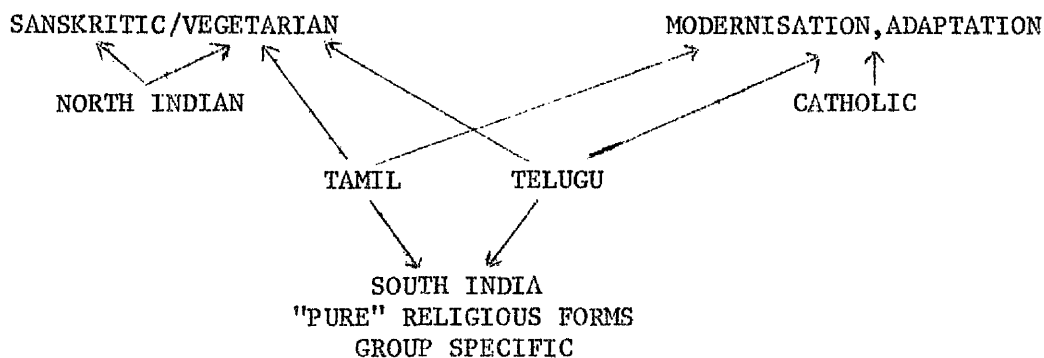 SANSKRITIC/VEGETARIAN MODERNISATION,ADAPTATION
NORTH INDIAN CATHOLIC
TAMIL TELUGU
SOUTH INDIA
"PURE" RELIGIOUS FORMS
GROUP SPECIFIC